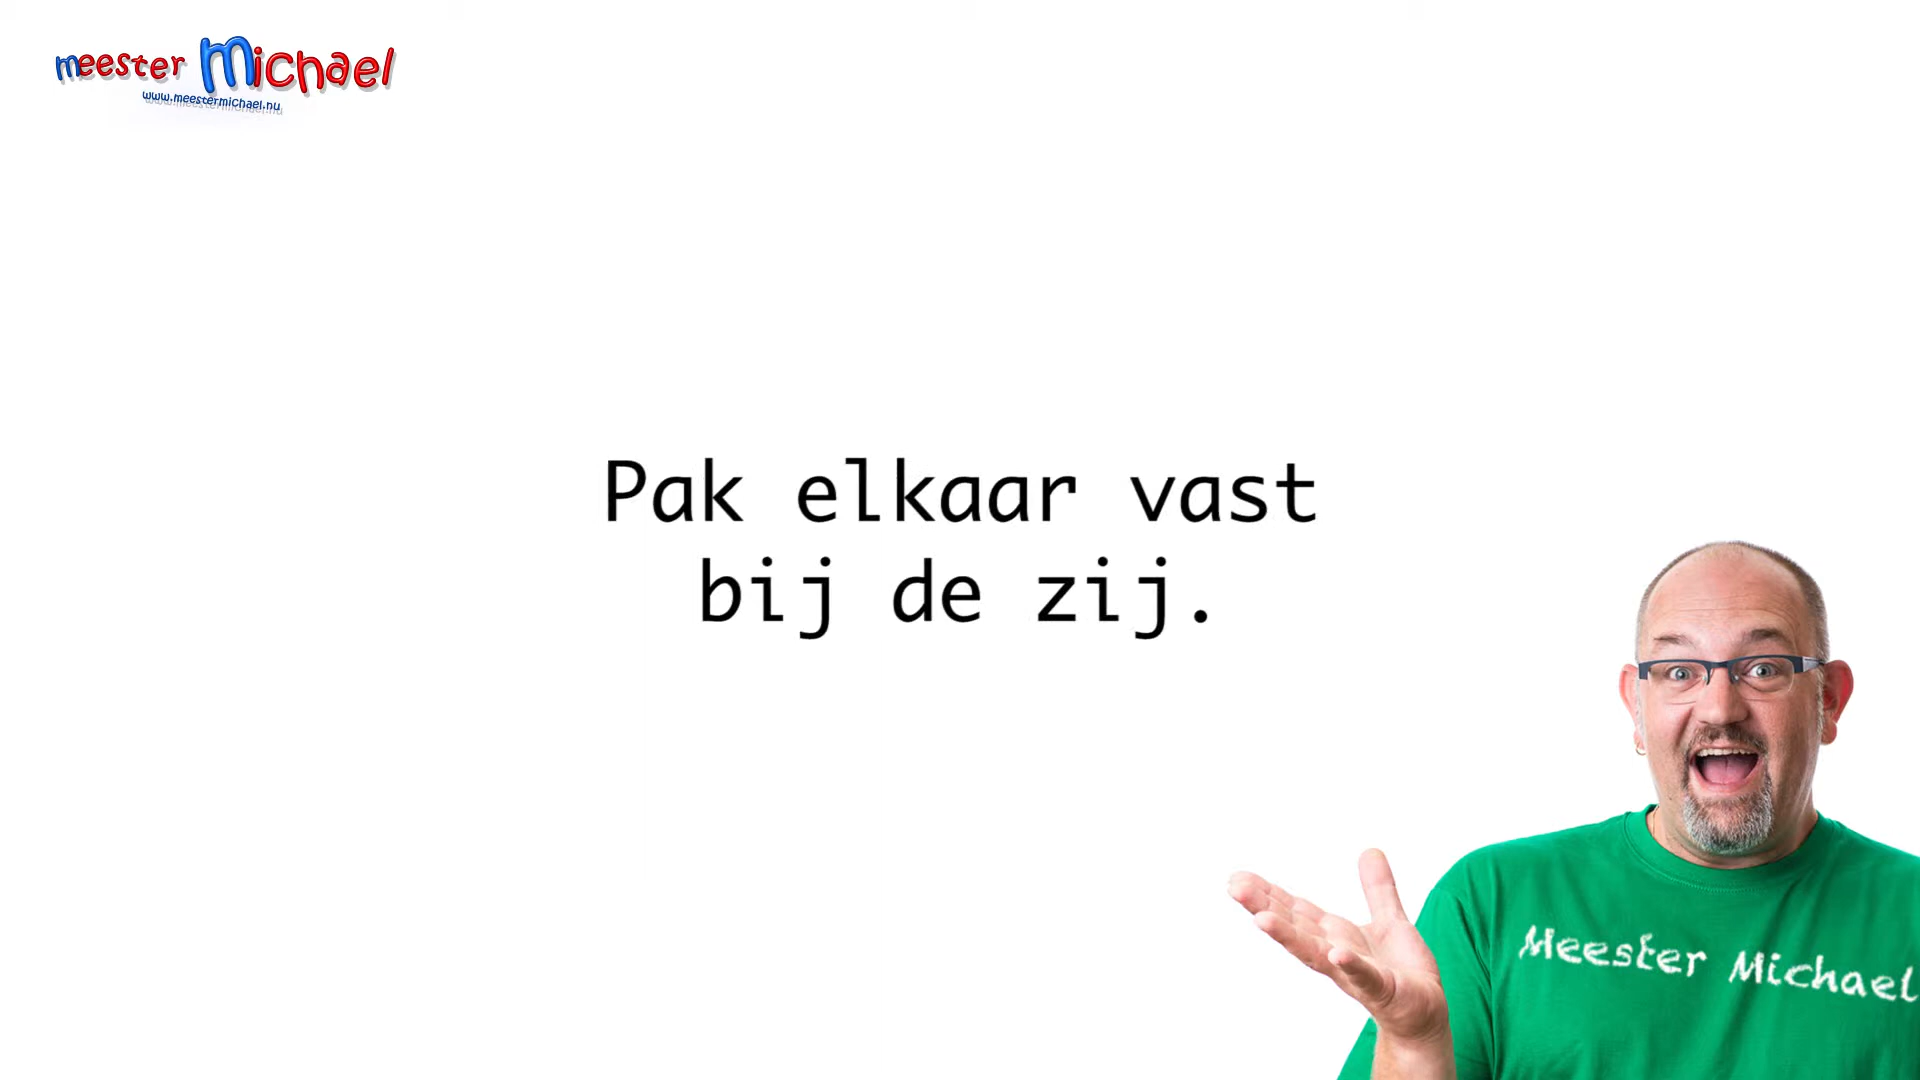 meester Michael
www.meestermichael.nu
Pak elkaar vast
bij de zij.
Meester Michael